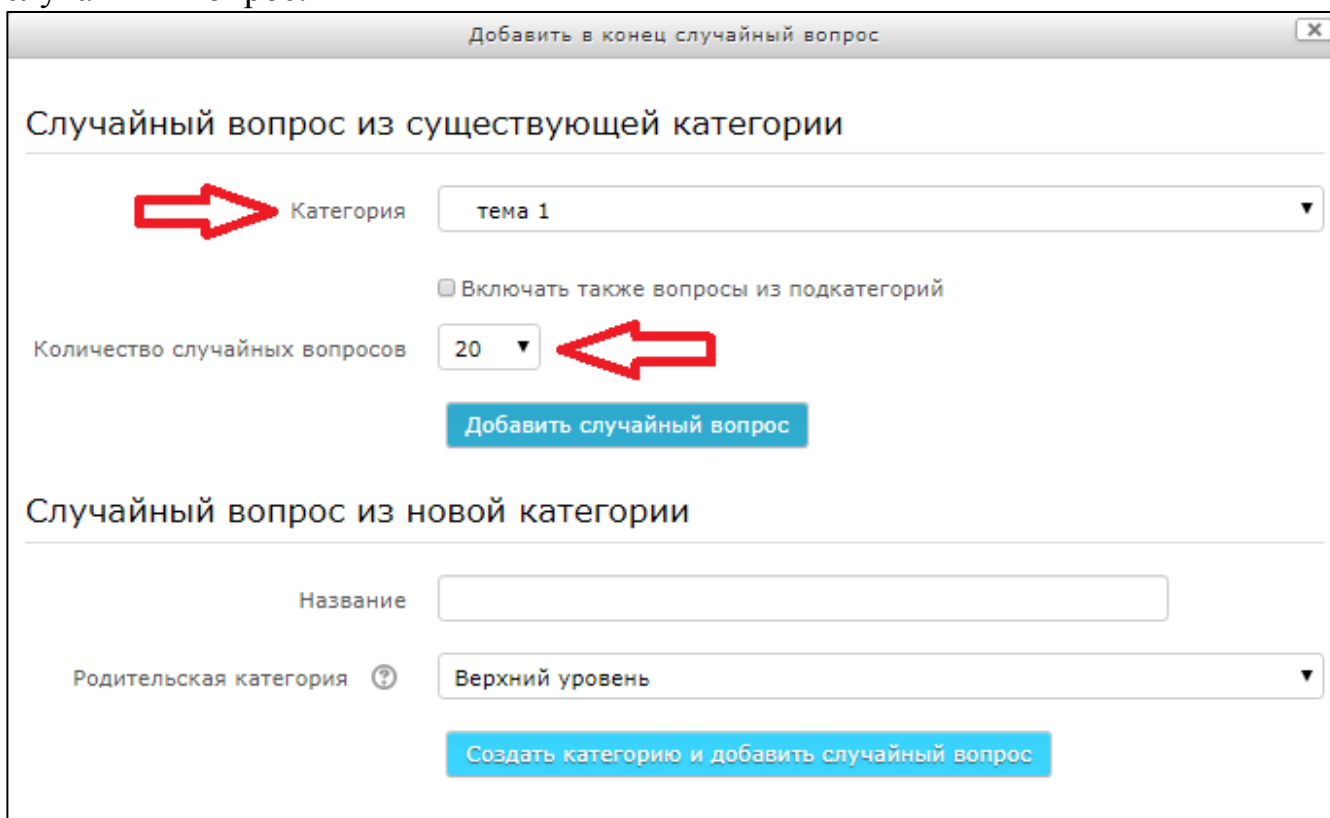 Добавить в конец случайный вопрос
Случайный вопрос из существующей категории
Категория тема 1
Включать также вопросы из подкатегорий
Количество случайных вопросов 20
Добавить случайный вопрос
Случайный вопрос из новой категории
Название
Родительская категория ? Верхний уровень
Создать категорию и добавить случайный вопрос